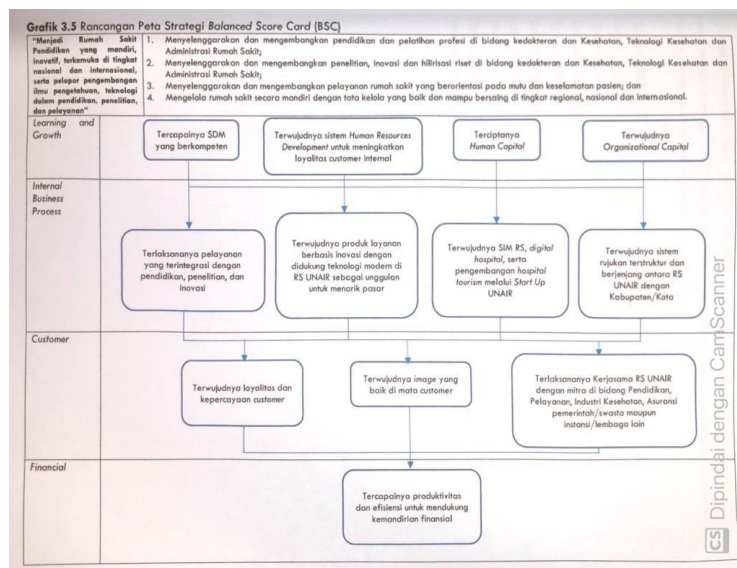 Grafik 3.5 Rancangan Peta Strategi Balanced Score Card (BSC)
"Menjadi Rumah Sakit
Pendidikan yang mandiri,
inovatif, terkemuka di tingkat
nasional dan internasional,
serta pelopor pengembangan
ilmu pengetahuan, teknologi
dalam pendidikan, penelitian,
dan pelayanan"
1. Menyelenggarakan dan mengembangkan pendidikan dan pelatihan profesi di bidang kedokteran dan Kesehatan, Teknologi Kesehatan dan
Administrasi Rumah Sakit;
2. Menyelenggarakan dan mengembangkan penelitian, inovasi dan hilirisasi riset di bidang kedokteran dan Kesehatan, Teknologi Kesehatan dan
Administrasi Rumah Sakit;
3. Menyelenggarakan dan mengembangkan pelayanan rumah sakit yang berorientasi pada mutu dan keselamatan pasien; dan
4. Mengelola rumah sakit secara mandiri dengan tata kelola yang baik dan mampu bersaing di tingkat regional, nasional dan internasional.
Learning and
Growth
Tercapainya SDM
yang berkompeten
Terwujudnya sistem Human Resources
Development untuk meningkatkan
loyalitas customer internal
Terciptanya
Human Capital
Terwujudnya
Organizational Capital
Internal
Business
Process
Terlaksananya pelayanan
yang terintegrasi dengan
pendidikan, penelitian, dan
inovasi
Terwujudnya produk layanan
berbasis inovasi dengan
didukung teknologi modern di
RS UNAIR sebagai unggulan
untuk menarik pasar
Terwujudnya SIM RS, digital
hospital, serta
pengembangan hospital
tourism melalui Start Up
UNAIR
Terwujudnya sistem
rujukan terstruktur dan
berjenjang antara RS
UNAIR dengan
Kabupaten/Kota
Customer
Terwujudnya loyalitas dan
kepercayaan customer
Terwujudnya image yang
baik di mata customer
Terlaksananya Kerjasama RS UNAIR
dengan mitra di bidang Pendidikan,
Pelayanan, Industri Kesehatan, Asuransi
pemerintah/swasta maupun
instansi/lembaga lain
Financial
Tercapainya produktivitas
dan efisiensi untuk mendukung
kemandirian finansial
CS Dipindai dengan CamScanner